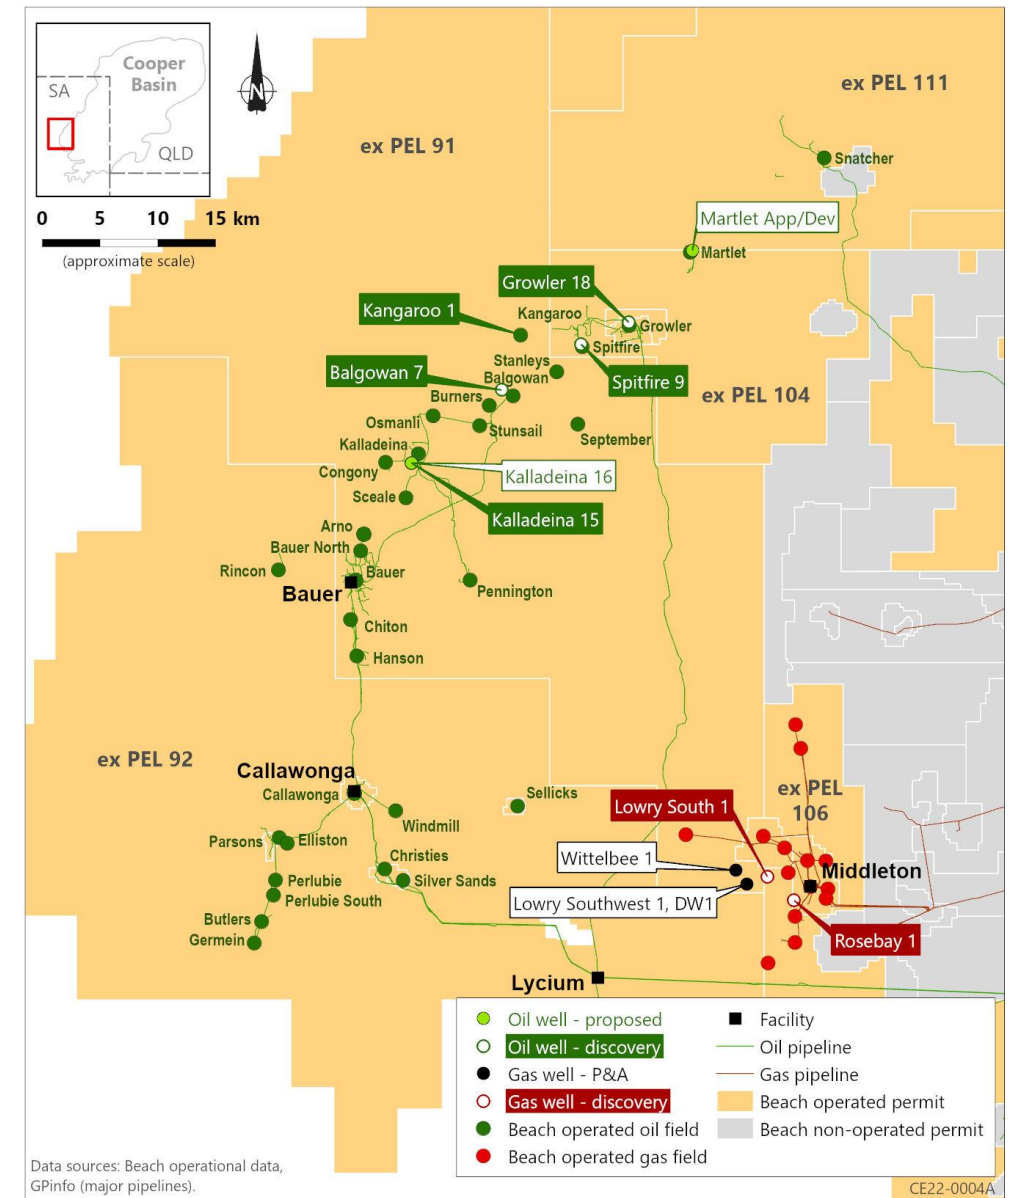 Cooper
Basin
SA
QLD
N
0 5 10 15 km
(approximate scale)
ex PEL 111
ex PEL 91
Snatcher
Martlet App/Dev
Martlet
Growler 18
Kangaroo 1
Kangaroo
Growler
Spitfire
Stanleys
Spitfire 9
Balgowan 7
Balgowan
Burners
ex PEL 104
Osmanli
Stunsail
September
Kalladeina
Congony
Kalladeina 16
Sceale
Kalladeina 15
Arno
Bauer North
Rincon
Bauer
Bauer
Pennington
Chiton
Hanson
ex PEL 92
Callawonga
Callawonga
Sellicks
ex PEL
106
Lowry South 1
Windmill
Parsons
Elliston
Christies
Wittelbee 1
Middleton
Perlubie
Silver Sands
Perlubie South
Lowry Southwest 1, DW1
Butlers
Germein
Rosebay 1
Lycium
Oil well - proposed
Oil well - discovery
Gas well - P&A
Gas well - discovery
Beach operated oil field
Beach operated gas field
Facility
Oil pipeline
Gas pipeline
Beach operated permit
Beach non-operated permit
Data sources: Beach operational data,
GPinfo (major pipelines).
CE22-0004A